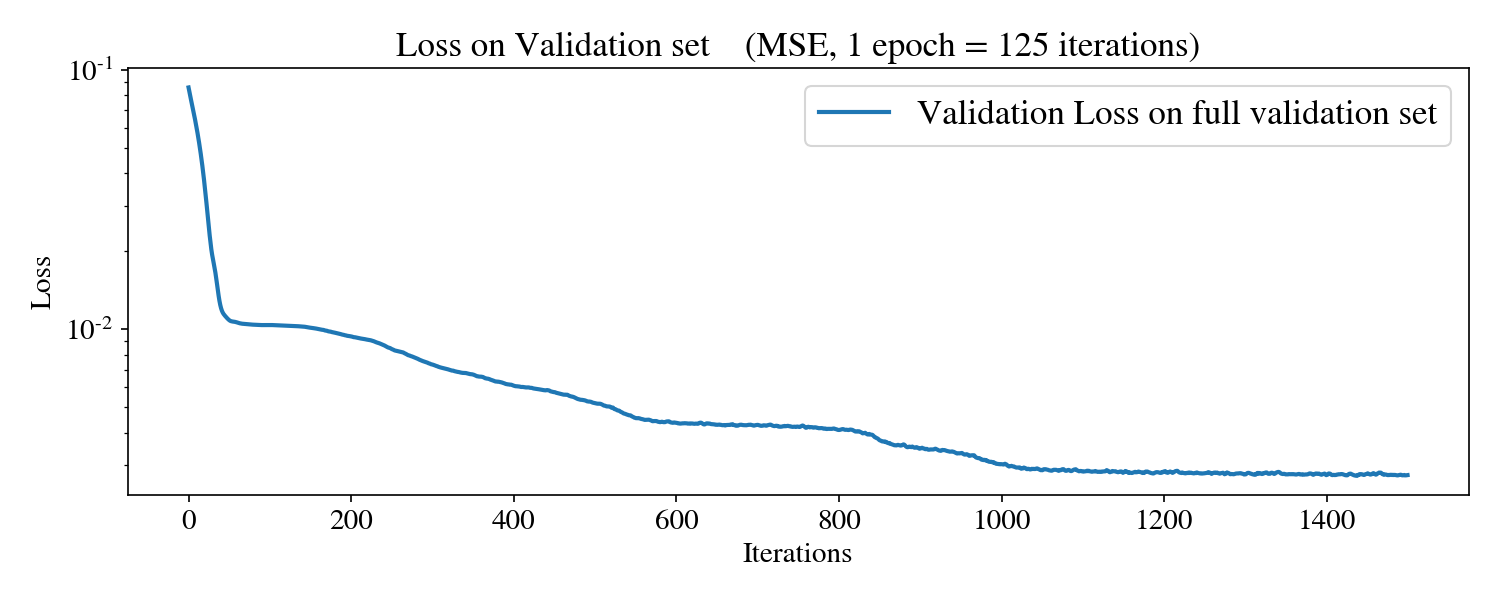 Loss on Validation set (MSE, 1 epoch = 125 iterations)
10⁻¹
Validation Loss on full validation set
Loss
10⁻²
0 200 400 600 800 1000 1200 1400
Iterations